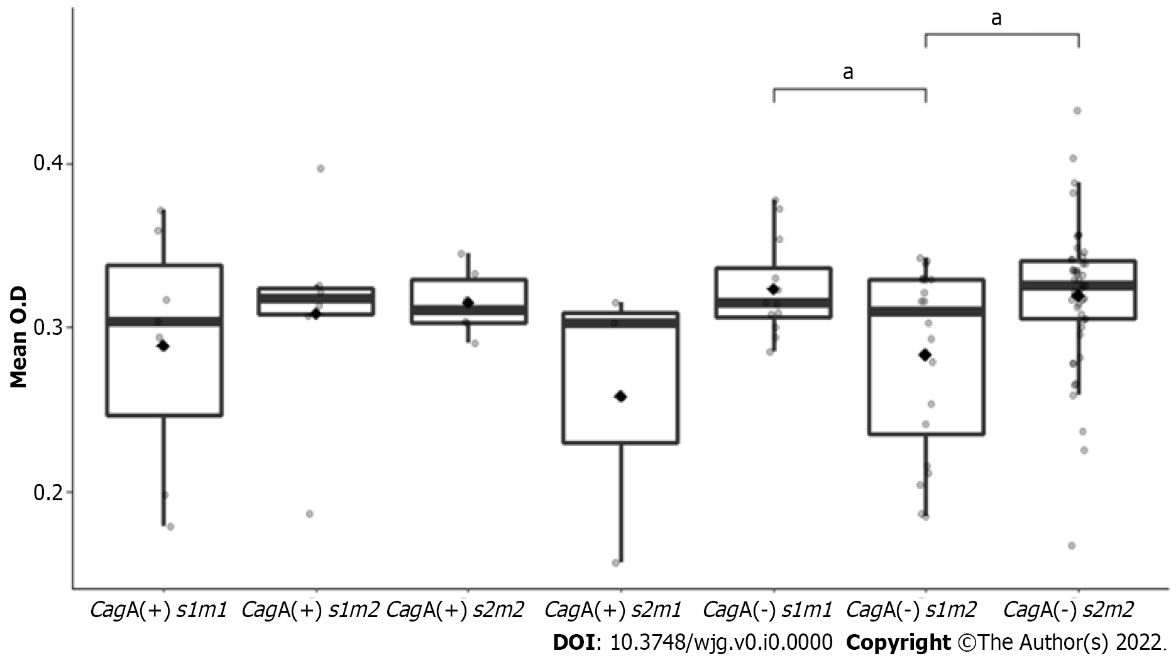 a
a
0.4
0.3
0.2
Mean O.D
CagA(+) s1m1 CagA(+) s1m2 CagA(+) s2m2 CagA(+) s2m1 CagA(-) s1m1 CagA(-) s1m2 CagA(-) s2m2
DOI: 10.3748/wjg.v0.i0.0000 Copyright ©The Author(s) 2022.